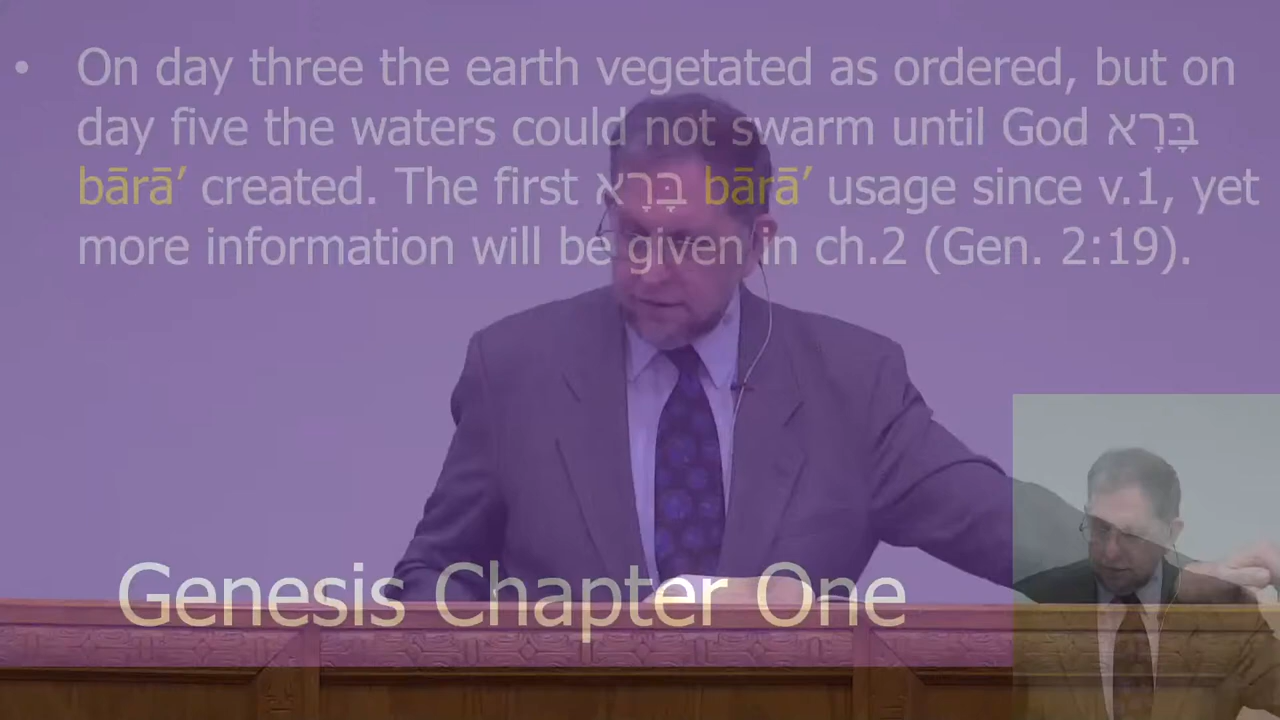 • On day three the earth vegetated as ordered, but on
day five the waters could not swarm until God בָּרָא
bārā’ created. The first בָּרָא bārā’ usage since v.1, yet
more information will be given in ch.2 (Gen. 2:19).
Genesis Chapter One